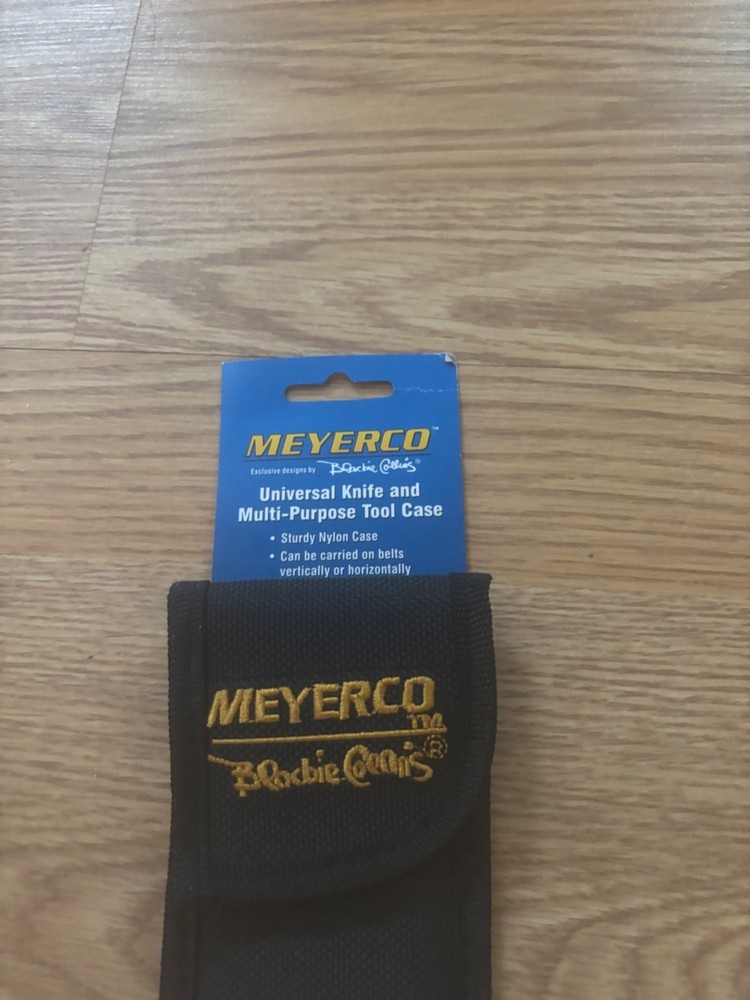 MEYERCO™
Exclusive designs by Blackie Collins®
Universal Knife and
Multi-Purpose Tool Case
• Sturdy Nylon Case
• Can be carried on belts
vertically or horizontally
MEYERCO
TM
Blackie Collins®